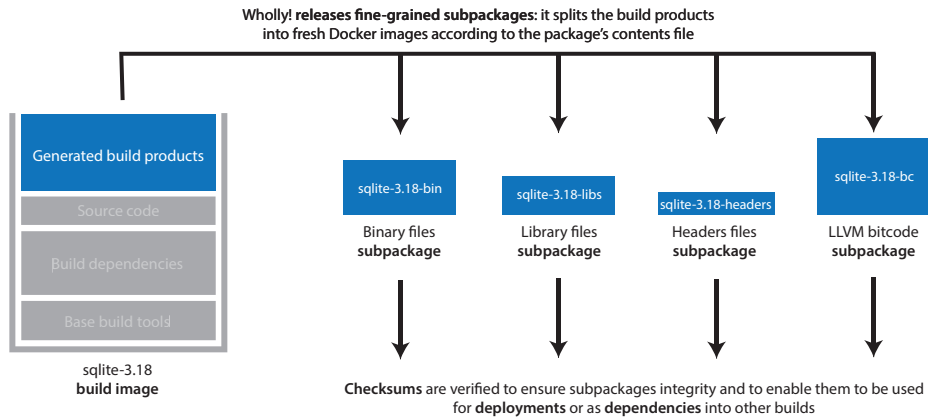 Wholly! releases fine-grained subpackages: it splits the build products
into fresh Docker images according to the package's contents file
Generated build products
Source code
Build dependencies
Base build tools
sqlite-3.18
build image
sqlite-3.18-bin
Binary files
subpackage
sqlite-3.18-libs
Library files
subpackage
sqlite-3.18-headers
Headers files
subpackage
sqlite-3.18-bc
LLVM bitcode
subpackage
Checksums are verified to ensure subpackages integrity and to enable them to be used
for deployments or as dependencies into other builds